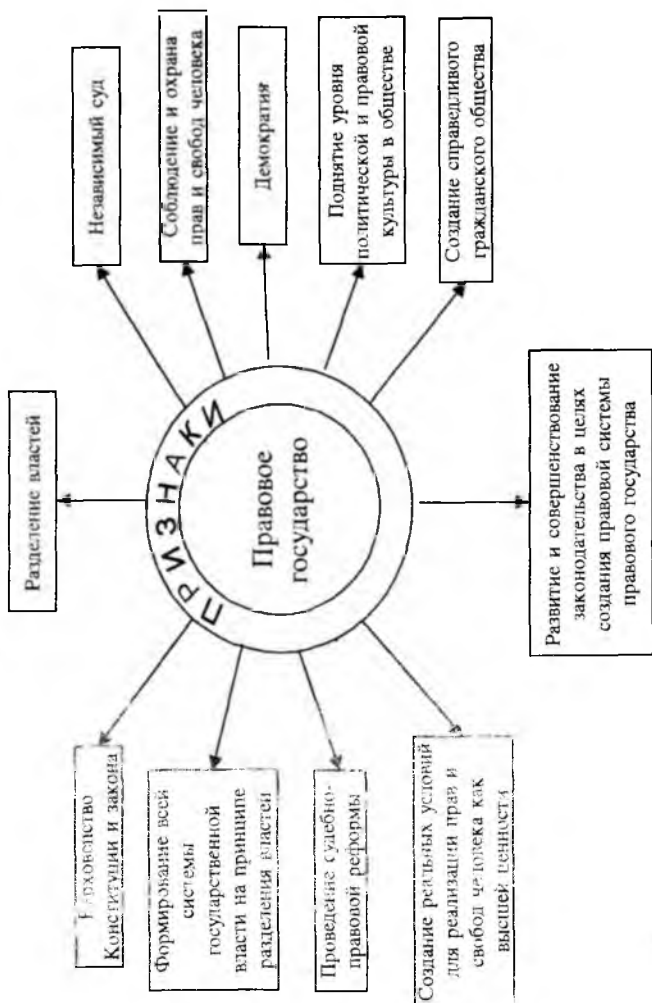 Разделение властей
Независимый суд
Соблюдение и охрана
прав и свобод человека
Демократия
Поднятие уровня
политической и правовой
культуры в обществе
Создание справедливого
гражданского общества
ПРИЗНАКИ
Правовое
государство
Верховенство
Конституции и закона
Формирование всей
системы
государственной
власти на принципе
разделения властей
Проведение судебно-
правовой реформы
Создание реальных условий
для реализации прав и
свобод человека как
высшей ценности
Развитие и совершенствование
законодательства в целях
создания правовой системы
правового государства